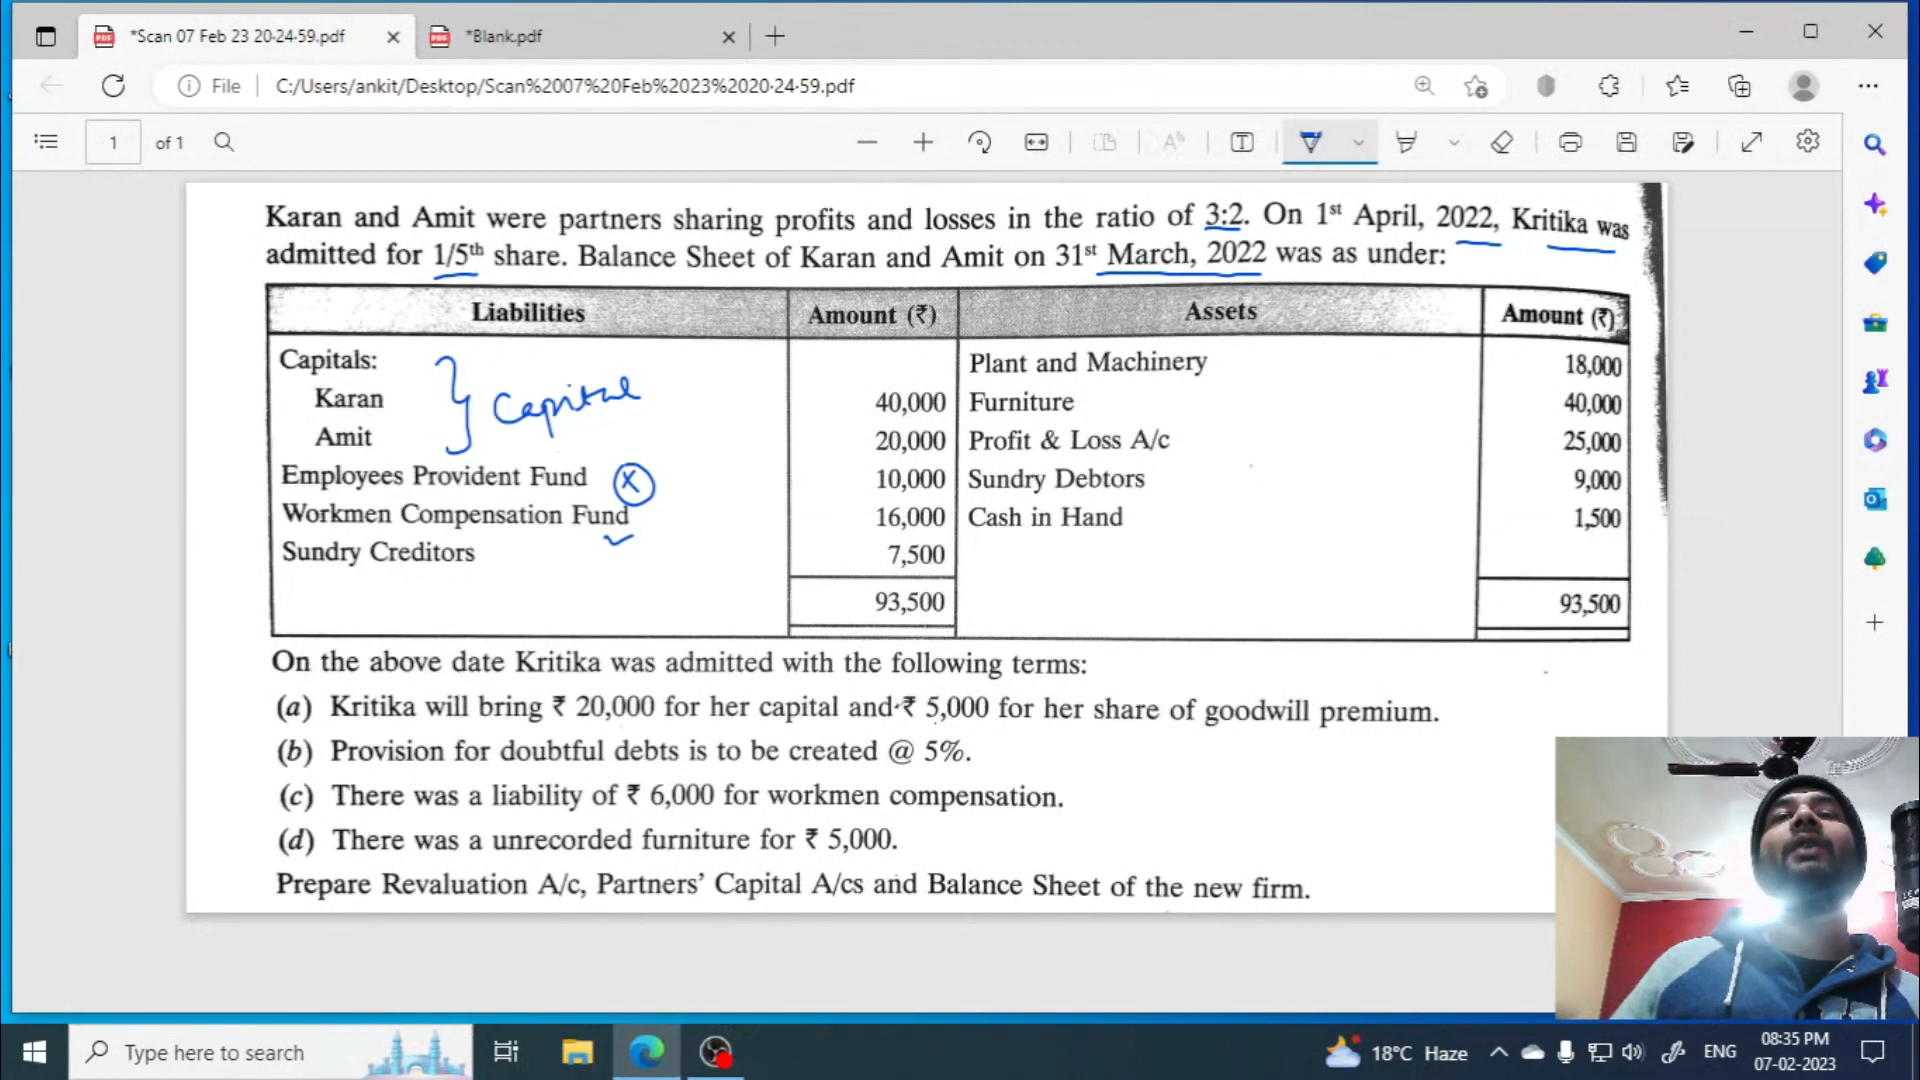 *Scan 07 Feb 23 20-24-59.pdf
*Blank.pdf
File
C:/Users/ankit/Desktop/Scan%2007%20Feb%2023%2020-24-59.pdf
1 of 1
Karan and Amit were partners sharing profits and losses in the ratio of 3:2. On 1st April, 2022, Kritika was
admitted for 1/5th share. Balance Sheet of Karan and Amit on 31st March, 2022 was as under:
Liabilities Amount (₹) Assets Amount (₹)
Capitals: Plant and Machinery 18,000
Karan 40,000 Furniture 40,000
Capital
Amit 20,000 Profit & Loss A/c 25,000
Employees Provident Fund X 10,000 Sundry Debtors 9,000
Workmen Compensation Fund 16,000 Cash in Hand 1,500
Sundry Creditors 7,500
93,500 93,500
On the above date Kritika was admitted with the following terms:
(a) Kritika will bring ₹ 20,000 for her capital and ₹ 5,000 for her share of goodwill premium.
(b) Provision for doubtful debts is to be created @ 5%.
(c) There was a liability of ₹ 6,000 for workmen compensation.
(d) There was a unrecorded furniture for ₹ 5,000.
Prepare Revaluation A/c, Partners' Capital A/cs and Balance Sheet of the new firm.
Type here to search
18°C Haze
ENG
08:35 PM
07-02-2023